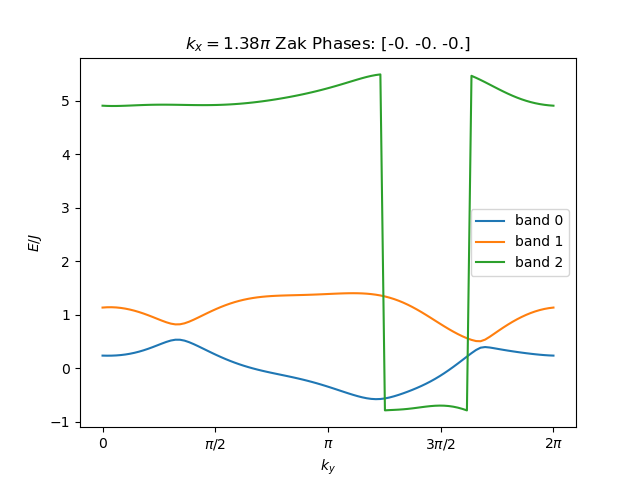 $k_x = 1.38\pi$ Zak Phases: [-0. -0. -0.]
E/J
5
4
3
2
1
0
−1
band 0
band 1
band 2
0
π/2
π
3π/2
2π
$k_y$